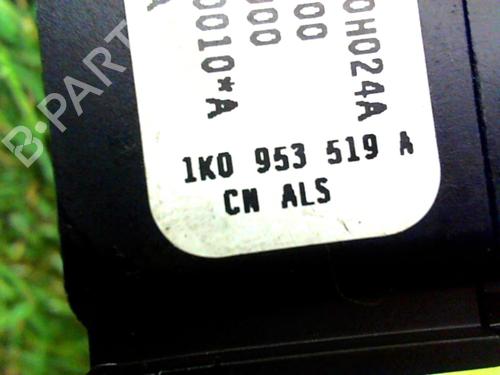 B-PARTS
0H024A
00
000
0010*A
A
1K0 953 519 A
CN ALS